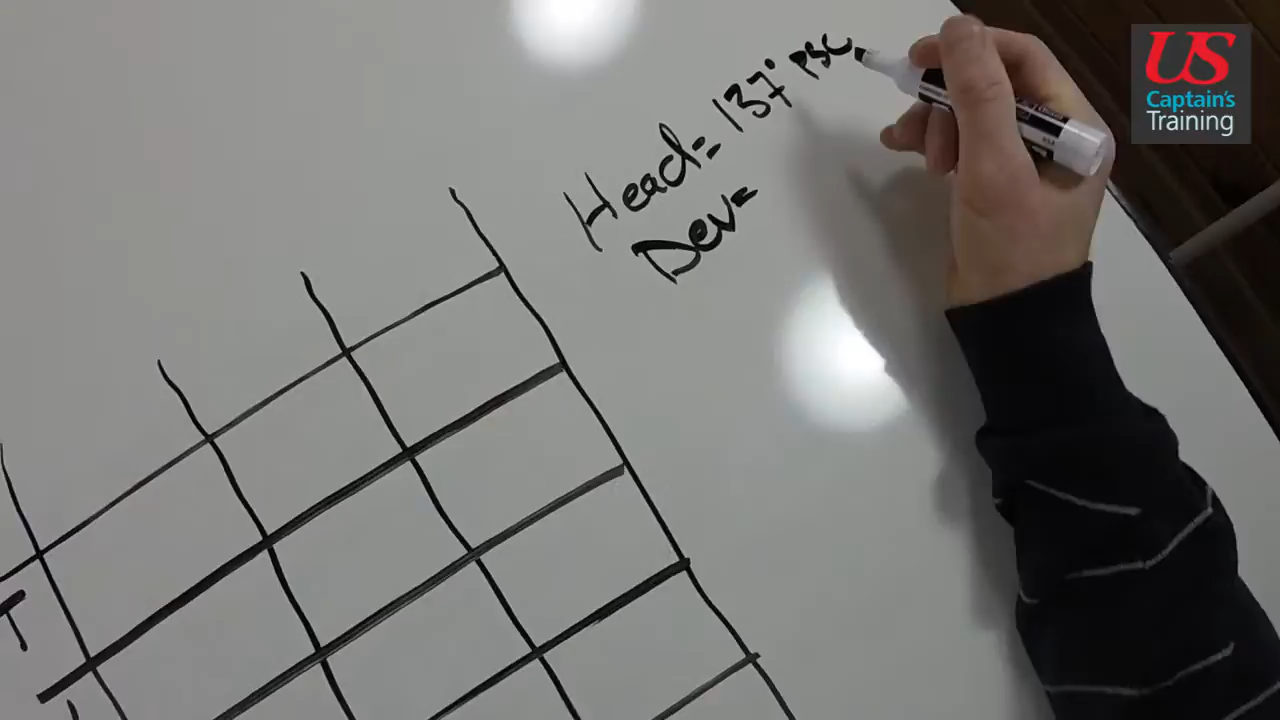 US
Captain's
Training
Head= 137° PSC
Dev=
T